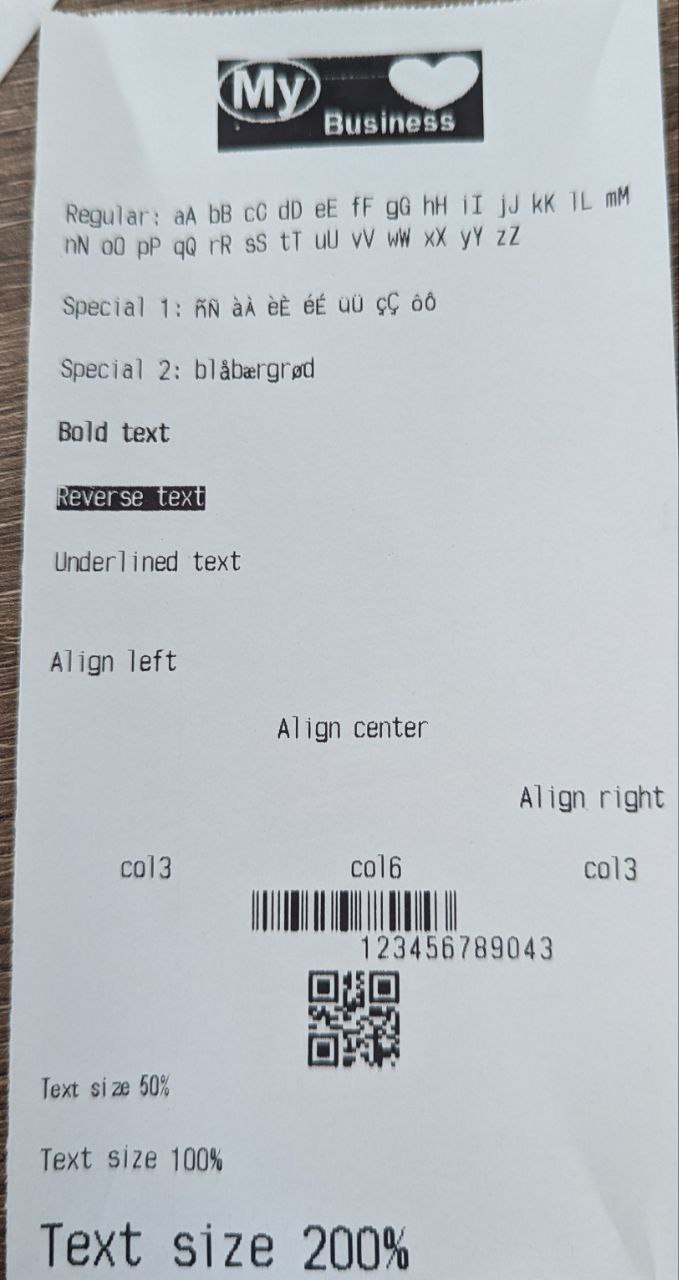 My
Business
Regular: aA bB cC dD eE fF gG hH iI jJ kK lL mM
nN oO pP qQ rR sS tT uU vV wW xX yY zZ
Special 1: ñÑ àÀ èÈ éÉ üÜ çÇ ôÔ
Special 2: blåbærgrød
Bold text
Reverse text
Underlined text
Align left
Align center
Align right
col3 col6 col3
123456789043
Text size 50%
Text size 100%
Text size 200%